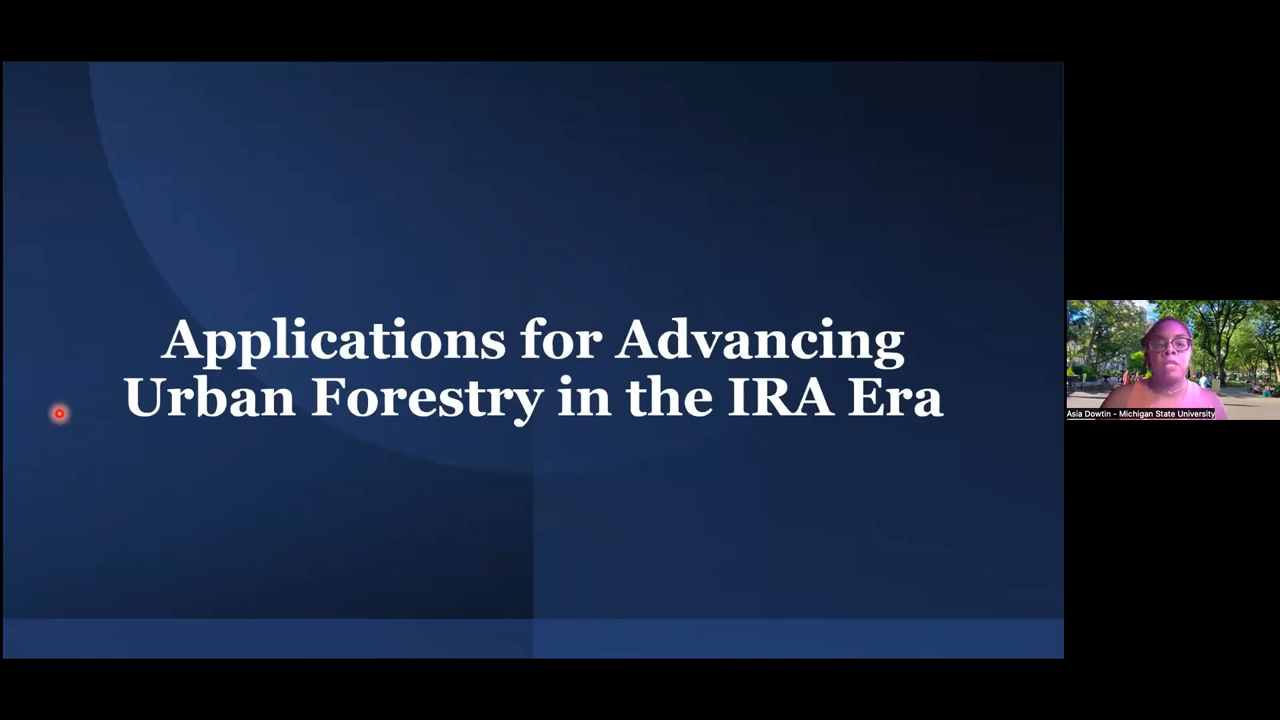 Applications for Advancing
Urban Forestry in the IRA Era
Asia Dowtin - Michigan State University